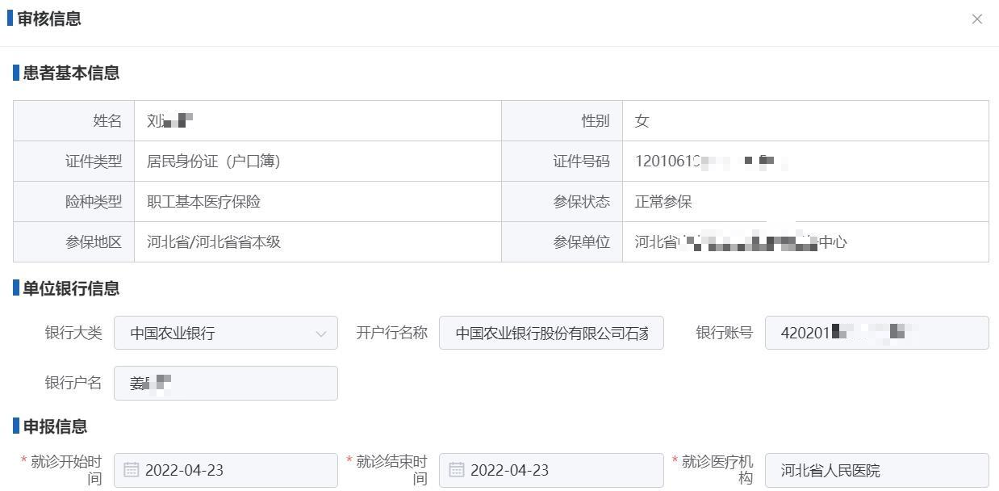 审核信息
患者基本信息
姓名 刘 性别 女
证件类型 居民身份证（户口簿） 证件号码 1201061
险种类型 职工基本医疗保险 参保状态 正常参保
参保地区 河北省/河北省省本级 参保单位 河北省 中心
单位银行信息
银行大类 中国农业银行 开户行名称 中国农业银行股份有限公司石家 银行账号 420201
银行户名 姜
申报信息
* 就诊开始时间 2022-04-23 * 就诊结束时间 2022-04-23 * 就诊医疗机构 河北省人民医院